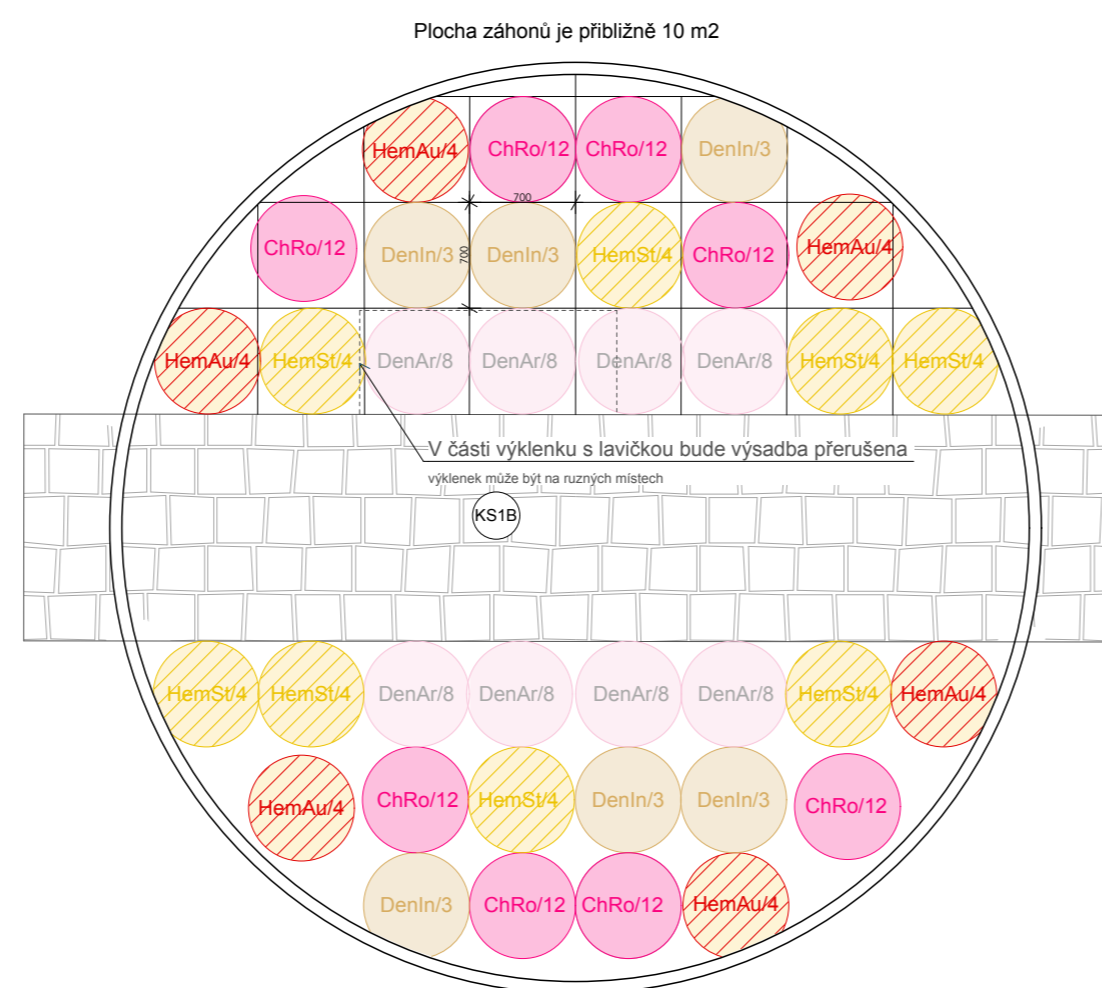 Plocha záhonů je přibližně 10 m2
HemAu/4 ChRo/12 ChRo/12 DenIn/3
700
ChRo/12 DenIn/3 700 DenIn/3 HemSt/4 ChRo/12 HemAu/4
HemAu/4 HemSt/4 DenAr/8 DenAr/8 DenAr/8 DenAr/8 HemSt/4 HemSt/4
V části výklenku s lavičkou bude výsadba přerušena
výklenek může být na ruzných místech
KS1B
HemSt/4 HemSt/4 DenAr/8 DenAr/8 DenAr/8 DenAr/8 HemSt/4 HemAu/4
HemAu/4 ChRo/12 HemSt/4 DenIn/3 DenIn/3 ChRo/12
DenIn/3 ChRo/12 ChRo/12 HemAu/4